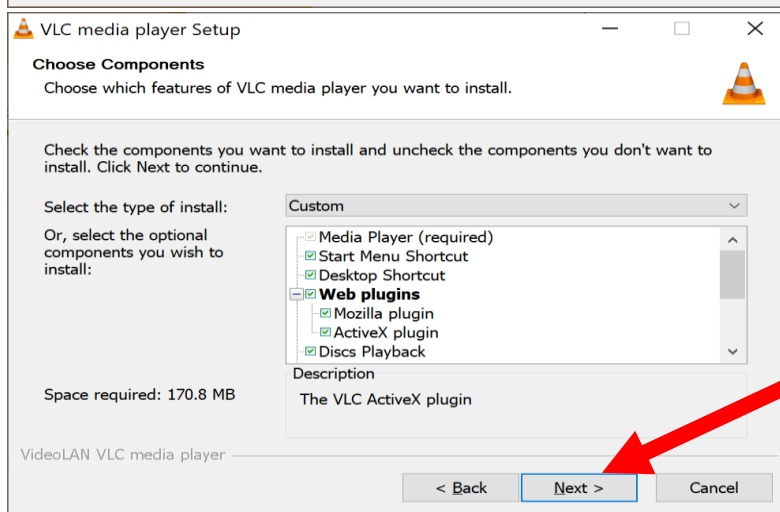 VLC media player Setup
Choose Components
Choose which features of VLC media player you want to install.
Check the components you want to install and uncheck the components you don't want to
install. Click Next to continue.
Select the type of install:
Custom
Or, select the optional
components you wish to
install:
Media Player (required)
Start Menu Shortcut
Desktop Shortcut
Web plugins
Mozilla plugin
ActiveX plugin
Discs Playback
Space required: 170.8 MB
Description
The VLC ActiveX plugin
VideoLAN VLC media player
< Back
Next >
Cancel